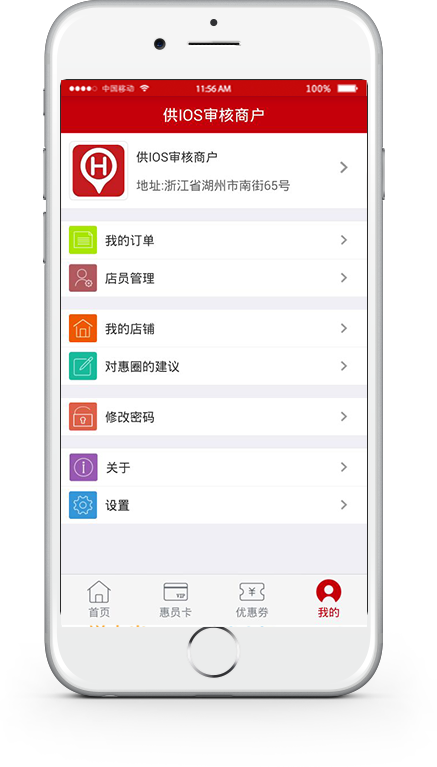 中国移动 11:56 AM 100%
供IOS审核商户
H
供IOS审核商户
地址:浙江省湖州市南街65号
我的订单
店员管理
我的店铺
对惠圈的建议
修改密码
关于
设置
VIP
¥
首页 惠员卡 优惠券 我的